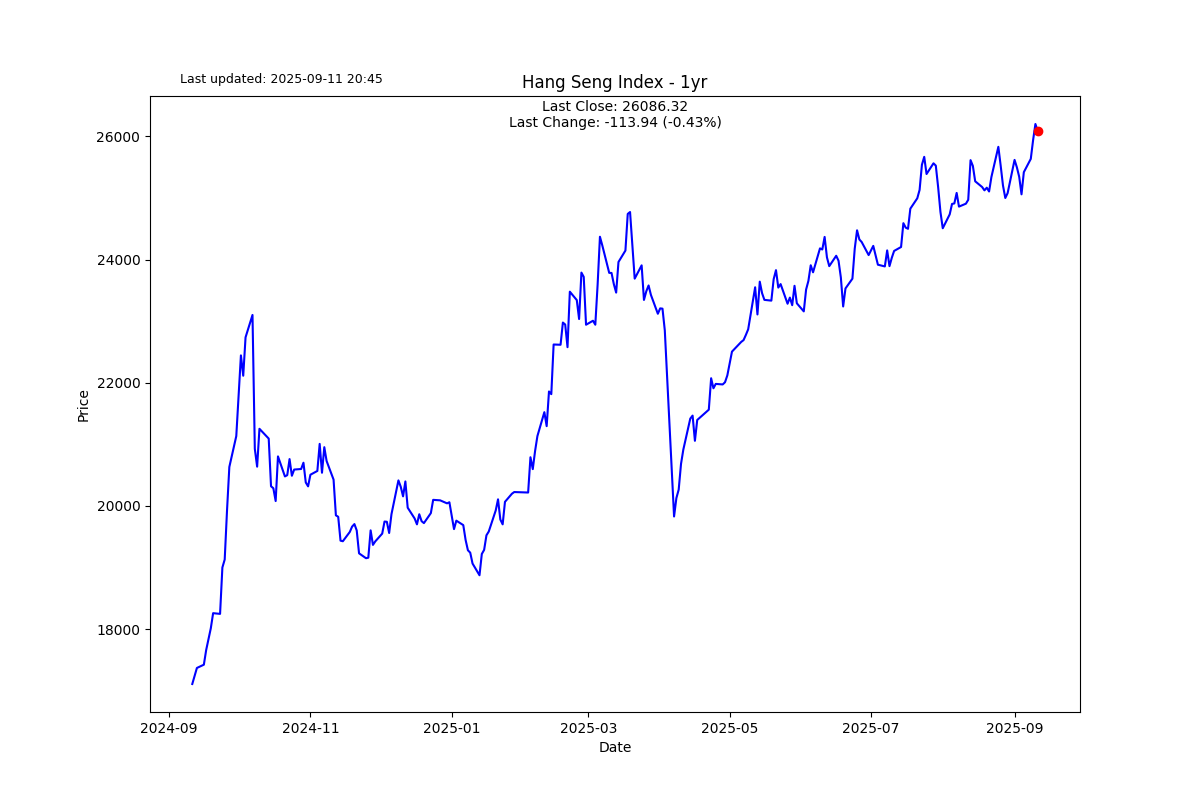 Last updated: 2025-09-11 20:45
Hang Seng Index - 1yr
Last Close: 26086.32
Last Change: -113.94 (-0.43%)
26000
24000
22000
20000
18000
Price
2024-09
2024-11
2025-01
2025-03
2025-05
2025-07
2025-09
Date